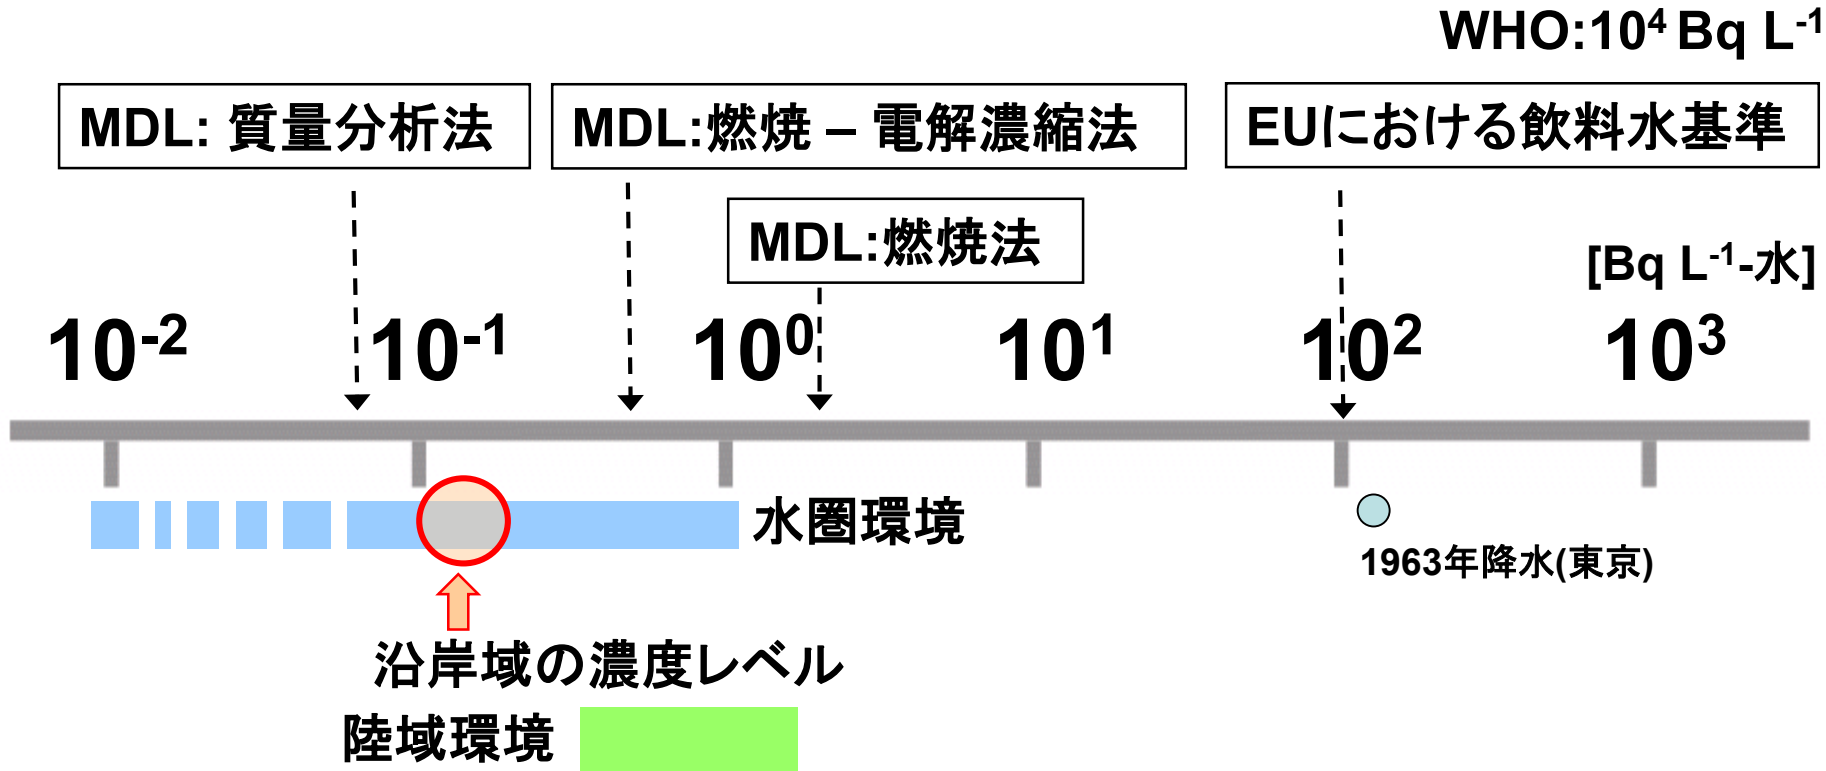 WHO:10⁴ Bq L⁻¹
MDL: 質量分析法
MDL:燃焼 – 電解濃縮法
EUにおける飲料水基準
MDL:燃焼法
[Bq L⁻¹-水]
10⁻² 10⁻¹ 10⁰ 10¹ 10² 10³
水圏環境
1963年降水(東京)
沿岸域の濃度レベル
陸域環境